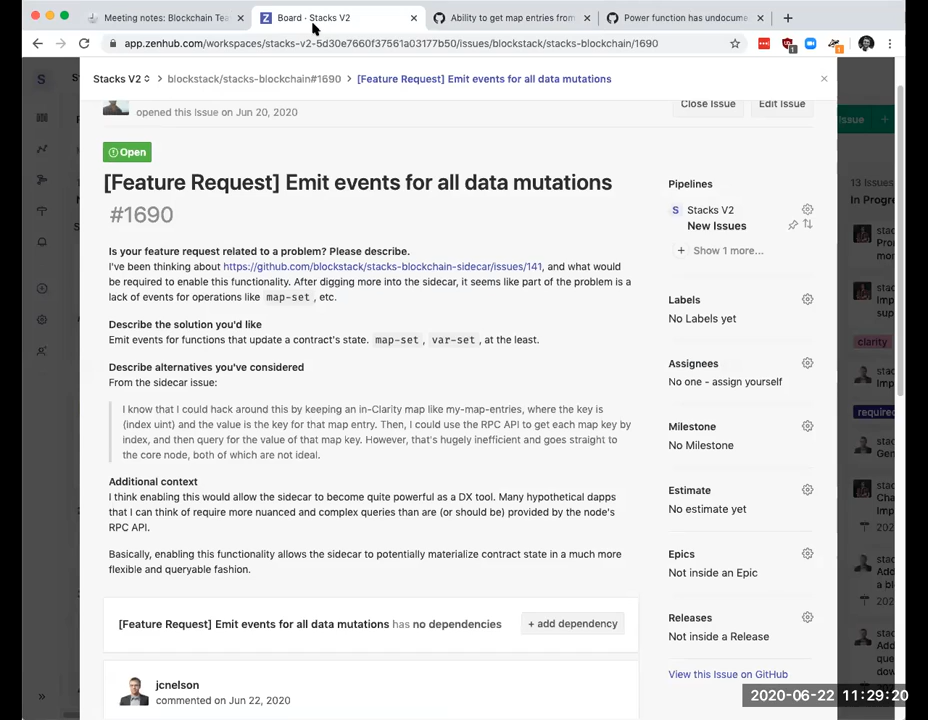 Meeting notes: Blockchain Tea
Board · Stacks V2
Ability to get map entries from
Power function has undocume
app.zenhub.com/workspaces/stacks-v2-5d30e7660f37561a03177b50/issues/blockstack/stacks-blockchain/1690
Stacks V2
blockstack/stacks-blockchain#1690
[Feature Request] Emit events for all data mutations
opened this Issue on Jun 20, 2020
Close Issue
Edit Issue
Open
[Feature Request] Emit events for all data mutations
#1690
Is your feature request related to a problem? Please describe.
I've been thinking about https://github.com/blockstack/stacks-blockchain-sidecar/issues/141, and what would
be required to enable this functionality. After digging more into the sidecar, it seems like part of the problem is a
lack of events for operations like map-set, etc.
Describe the solution you'd like
Emit events for functions that update a contract's state. map-set, var-set, at the least.
Describe alternatives you've considered
From the sidecar issue:
I know that I could hack around this by keeping an in-Clarity map like my-map-entries, where the key is
(index uint) and the value is the key for that map entry. Then, I could use the RPC API to get each map key by
index, and then query for the value of that map key. However, that's hugely inefficient and goes straight to
the core node, both of which are not ideal.
Additional context
I think enabling this would allow the sidecar to become quite powerful as a DX tool. Many hypothetical dapps
that I can think of require more nuanced and complex queries than are (or should be) provided by the node's
RPC API.
Basically, enabling this functionality allows the sidecar to potentially materialize contract state in a much more
flexible and queryable fashion.
[Feature Request] Emit events for all data mutations has no dependencies
+ add dependency
jcnelson
commented on Jun 22, 2020
Pipelines
S Stacks V2
New Issues
+ Show 1 more...
Labels
No Labels yet
Assignees
No one - assign yourself
Milestone
No Milestone
Estimate
No estimate yet
Epics
Not inside an Epic
Releases
Not inside a Release
View this Issue on GitHub
13 Issues
In Progre
clarity
require
2020-06-22 11:29:20